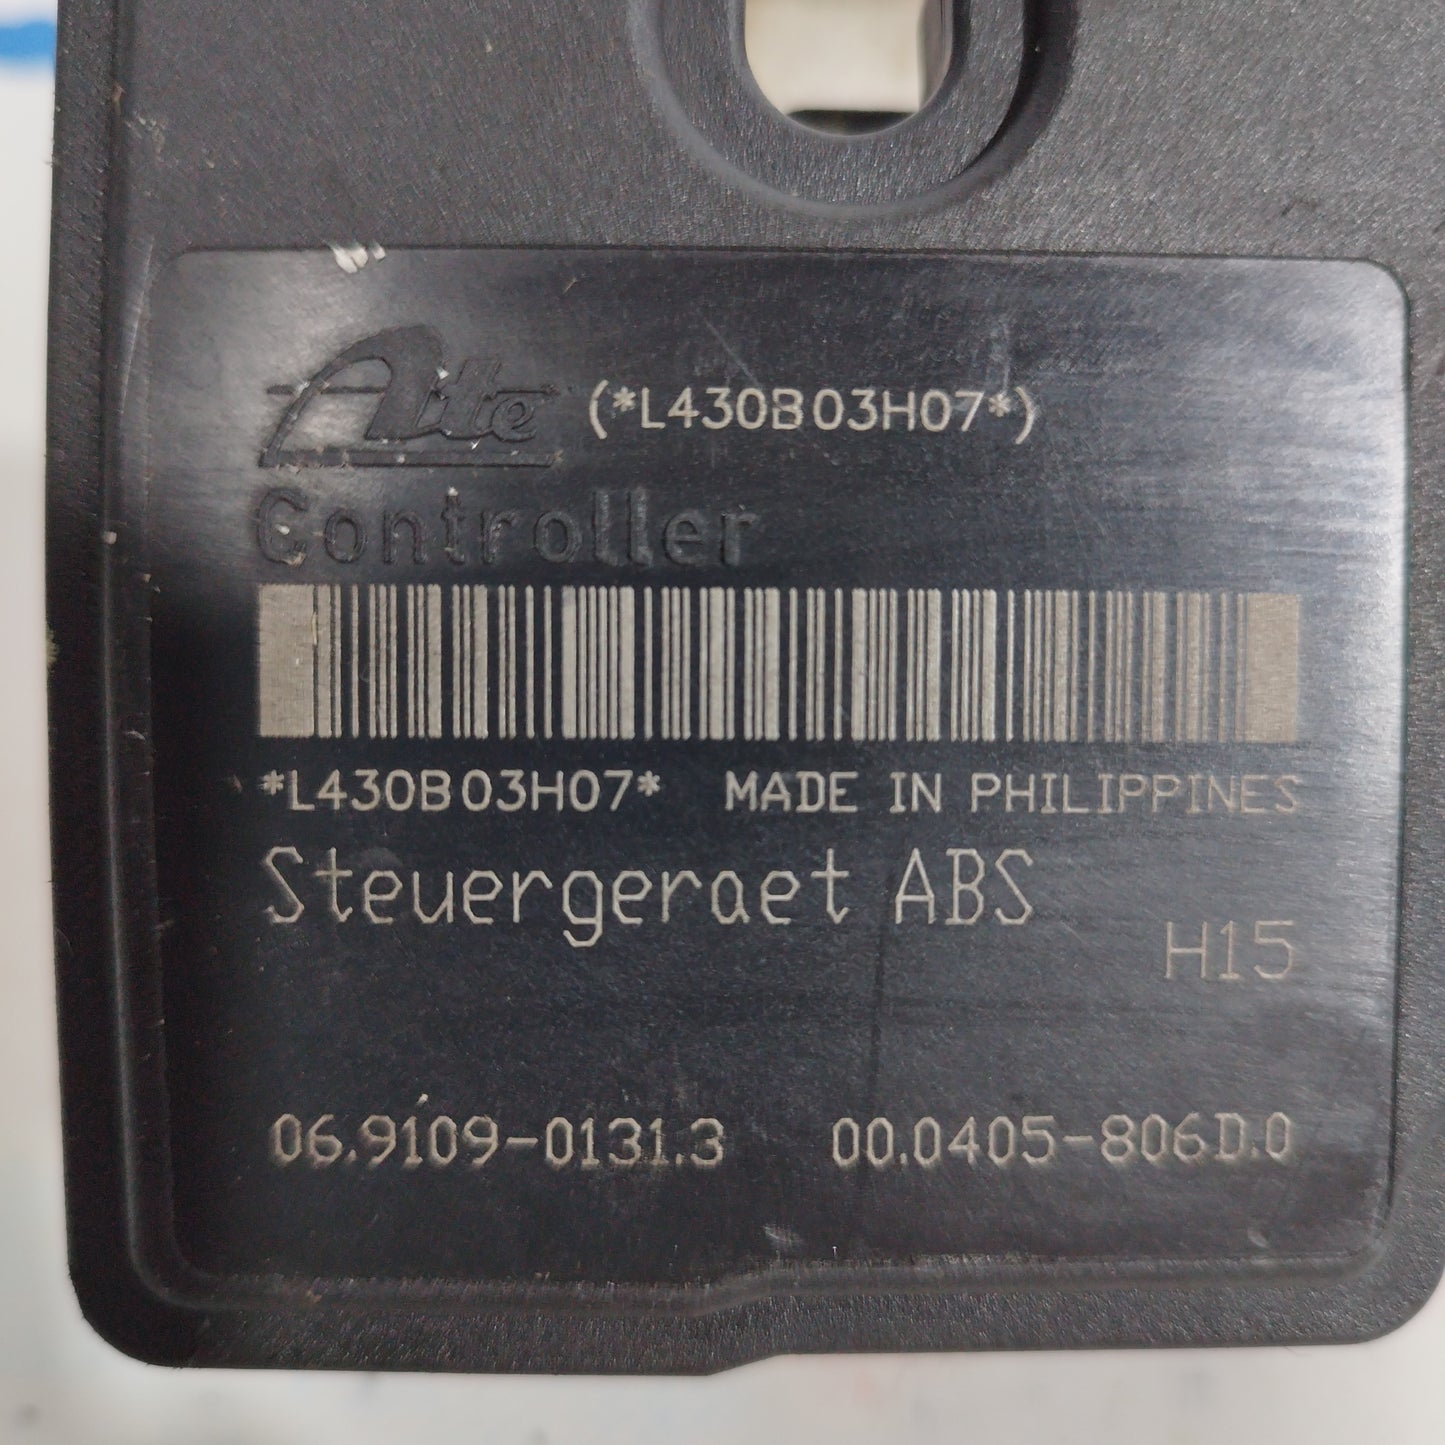 Ate (*L430B03H07*)
Controller
*L430B03H07* MADE IN PHILIPPINES
Steuergeraet ABS
H15
06.9109-0131.3 00.0405-806D.0